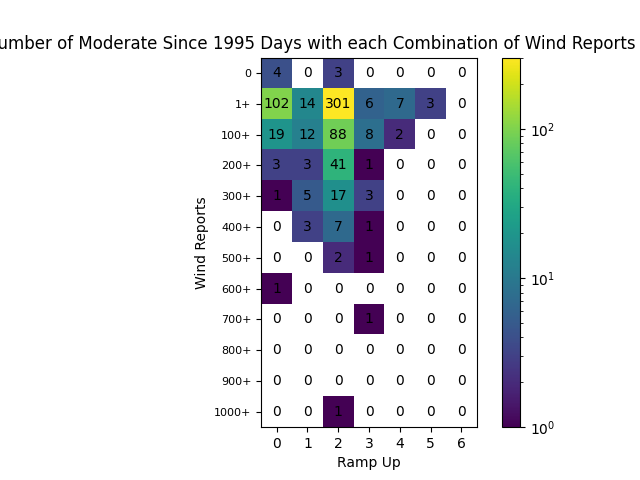 umber of Moderate Since 1995 Days with each Combination of Wind Reports
0 4 0 3 0 0 0 0
1+ 102 14 301 6 7 3 0
100+ 19 12 88 8 2 0 0
200+ 3 3 41 1 0 0 0
300+ 1 5 17 3 0 0 0
400+ 0 3 7 1 0 0 0
500+ 0 0 2 1 0 0 0
600+ 1 0 0 0 0 0 0
700+ 0 0 0 1 0 0 0
800+ 0 0 0 0 0 0 0
900+ 0 0 0 0 0 0 0
1000+ 0 0 1 0 0 0 0
0 1 2 3 4 5 6
Ramp Up
Wind Reports
10²
10¹
10⁰